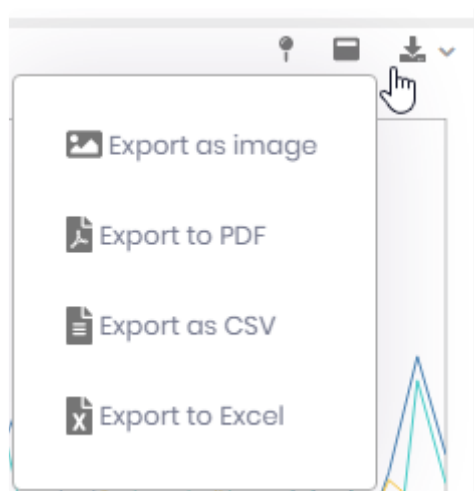 Export as image
Export to PDF
Export as CSV
Export to Excel